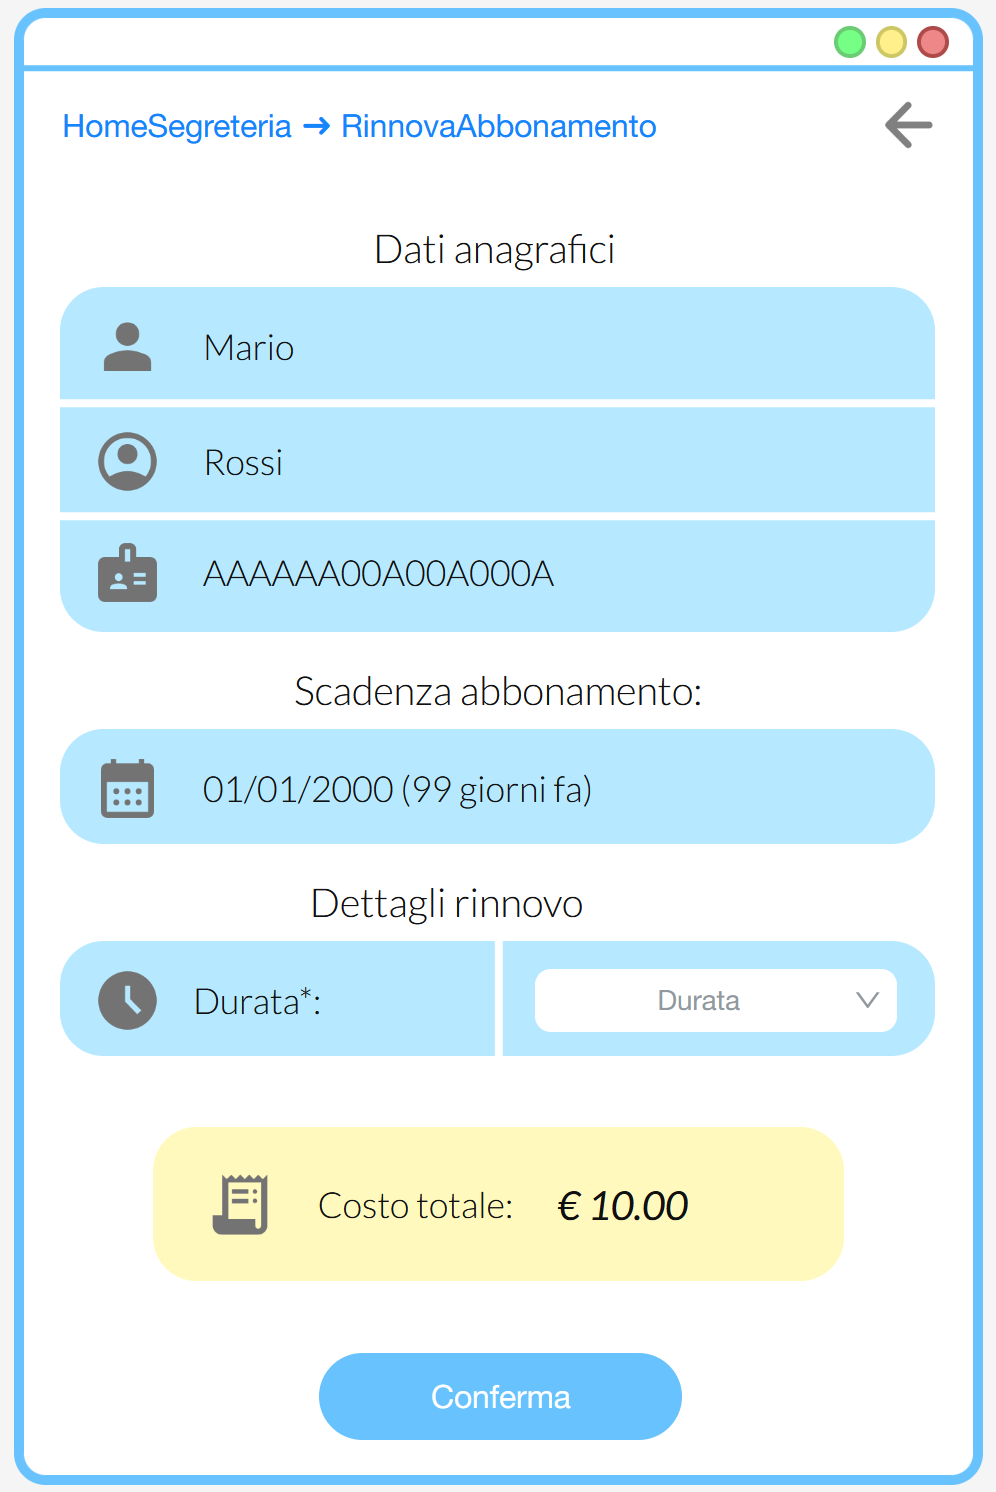 HomeSegreteria → RinnovaAbbonamento
Dati anagrafici
Mario
Rossi
AAAAAA00A00A000A
Scadenza abbonamento:
01/01/2000 (99 giorni fa)
Dettagli rinnovo
Durata*:
Durata
Costo totale: € 10.00
Conferma